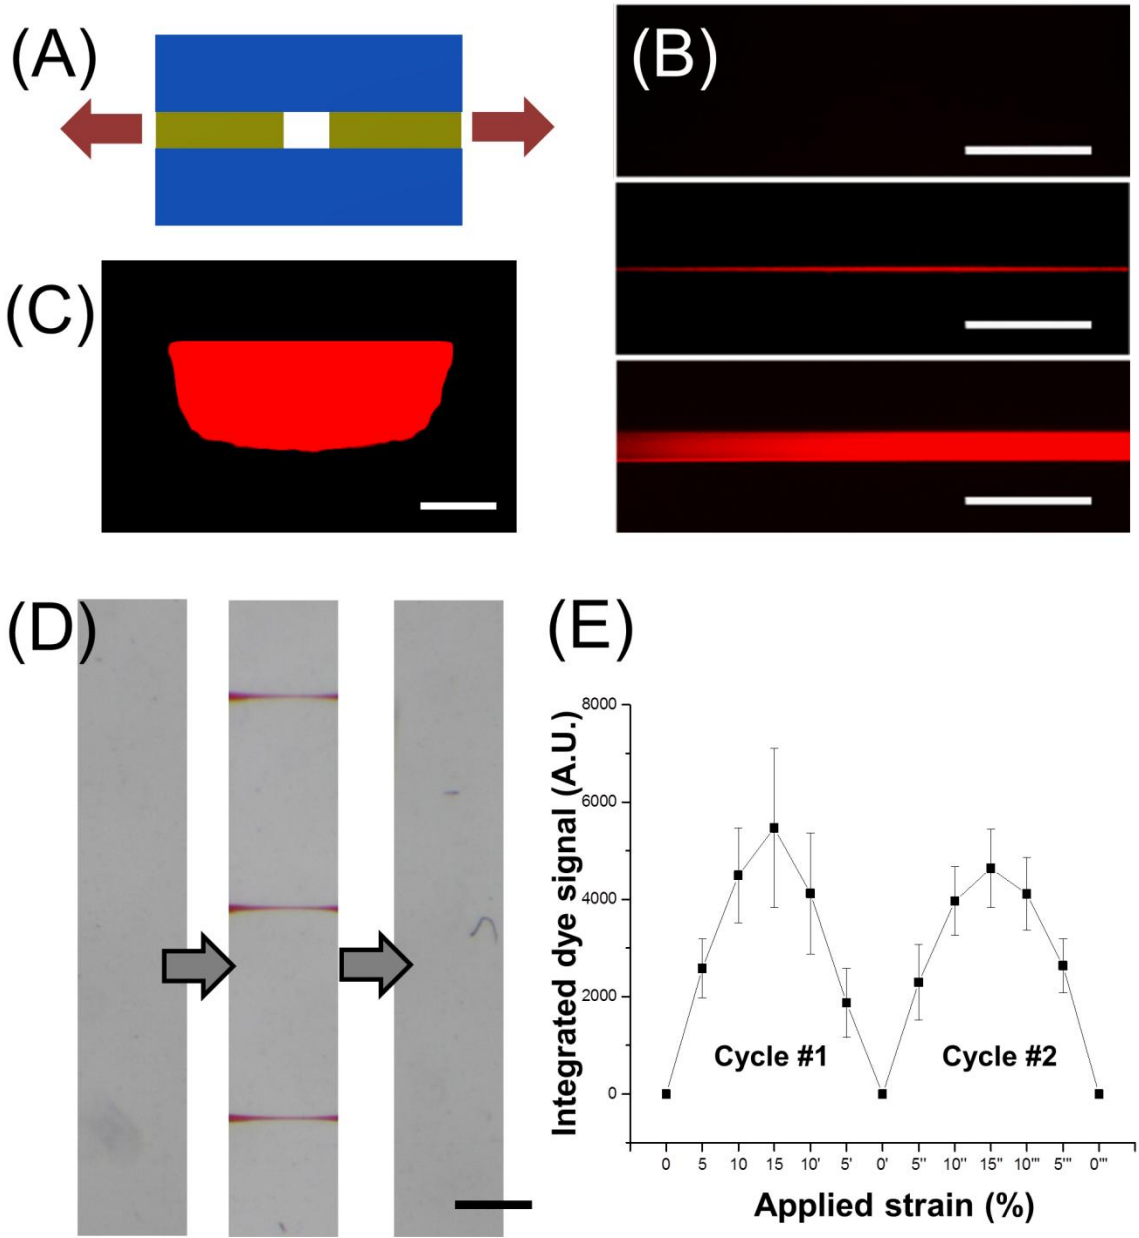 (A)
(B)
(C)
(D)
(E)
Integrated dye signal (A.U.)
8000
6000
4000
2000
0
Cycle #1
Cycle #2
0 5 10 15 10' 5' 0' 5'' 10'' 15'' 10''' 5''' 0'''
Applied strain (%)